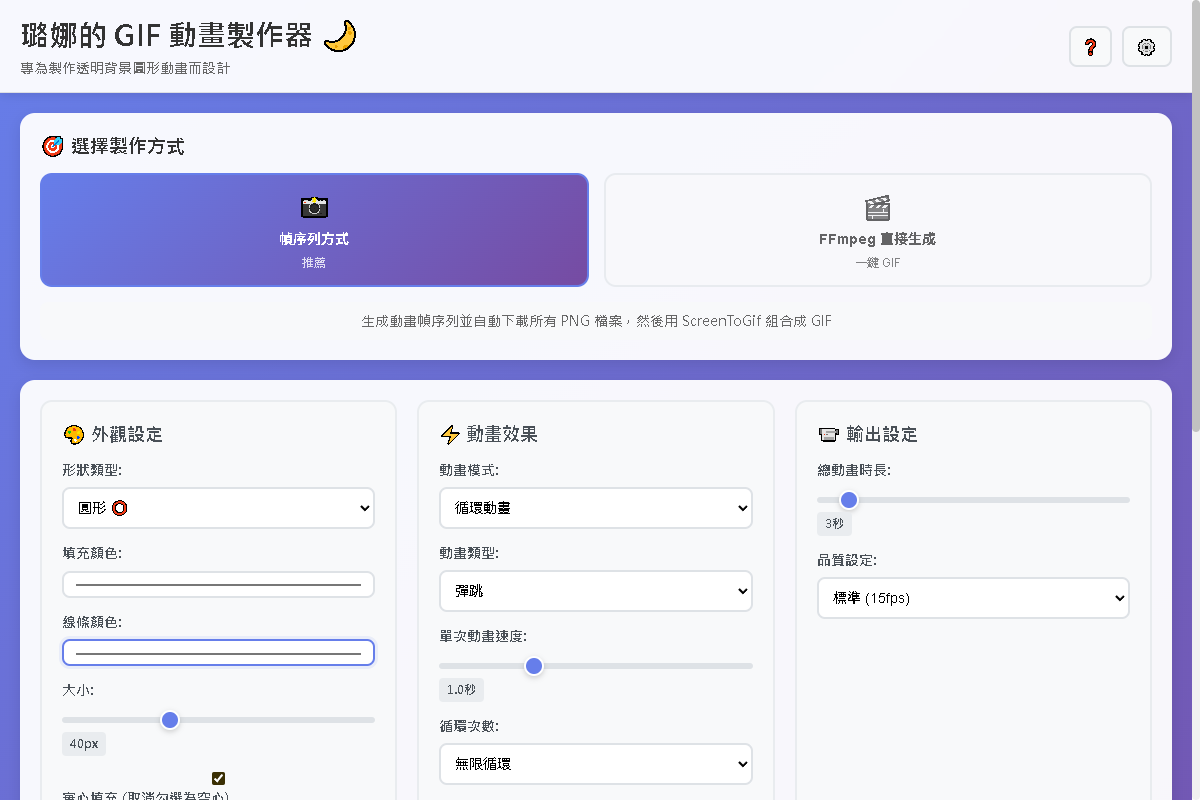 璐娜的 GIF 動畫製作器
專為製作透明背景圓形動畫而設計
選擇製作方式
幀序列方式
推薦
FFmpeg 直接生成
一鍵 GIF
生成動畫幀序列並自動下載所有 PNG 檔案，然後用 ScreenToGif 組合成 GIF
外觀設定
形狀類型:
圓形
填充顏色:
線條顏色:
大小:
40px
實心填充 (取消勾選為空心)
動畫效果
動畫模式:
循環動畫
動畫類型:
彈跳
單次動畫速度:
1.0秒
循環次數:
無限循環
輸出設定
總動畫時長:
3秒
品質設定:
標準 (15fps)